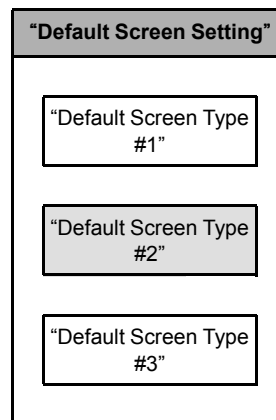 “Default Screen Setting”
“Default Screen Type
#1”
“Default Screen Type
#2”
“Default Screen Type
#3”